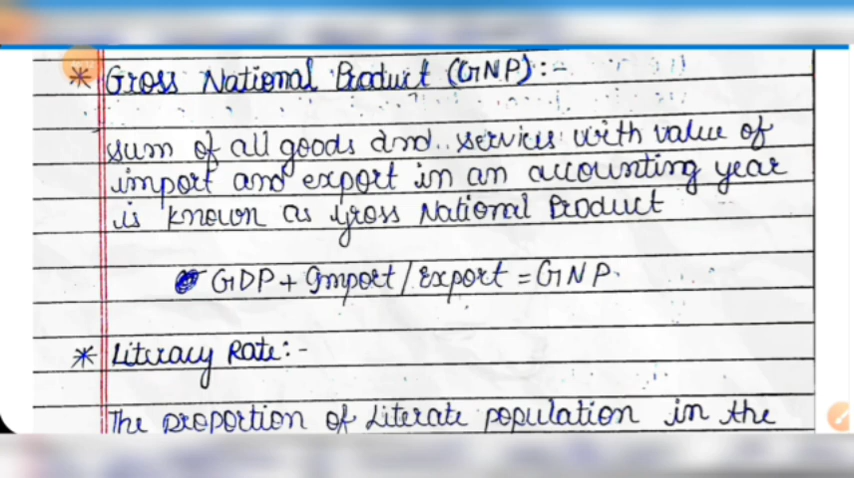 * Gross National Product (GNP):-
sum of all goods and services with value of
import and export in an accounting year
is known as gross National Product
GDP + Import / Export = GNP.
* Literacy Rate:-
The proportion of Literate population in the